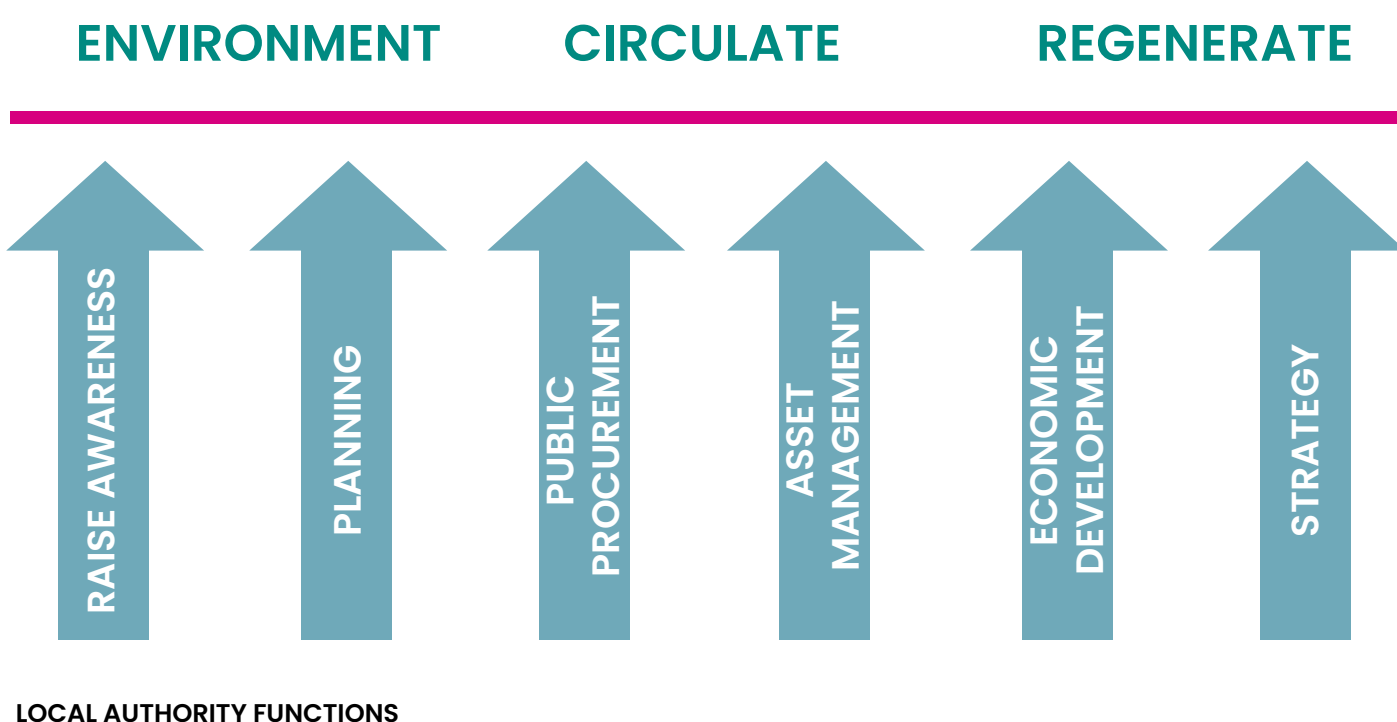 ENVIRONMENT
CIRCULATE
REGENERATE
RAISE AWARENESS
PLANNING
PUBLIC
PROCUREMENT
ASSET
MANAGEMENT
ECONOMIC
DEVELOPMENT
STRATEGY
LOCAL AUTHORITY FUNCTIONS